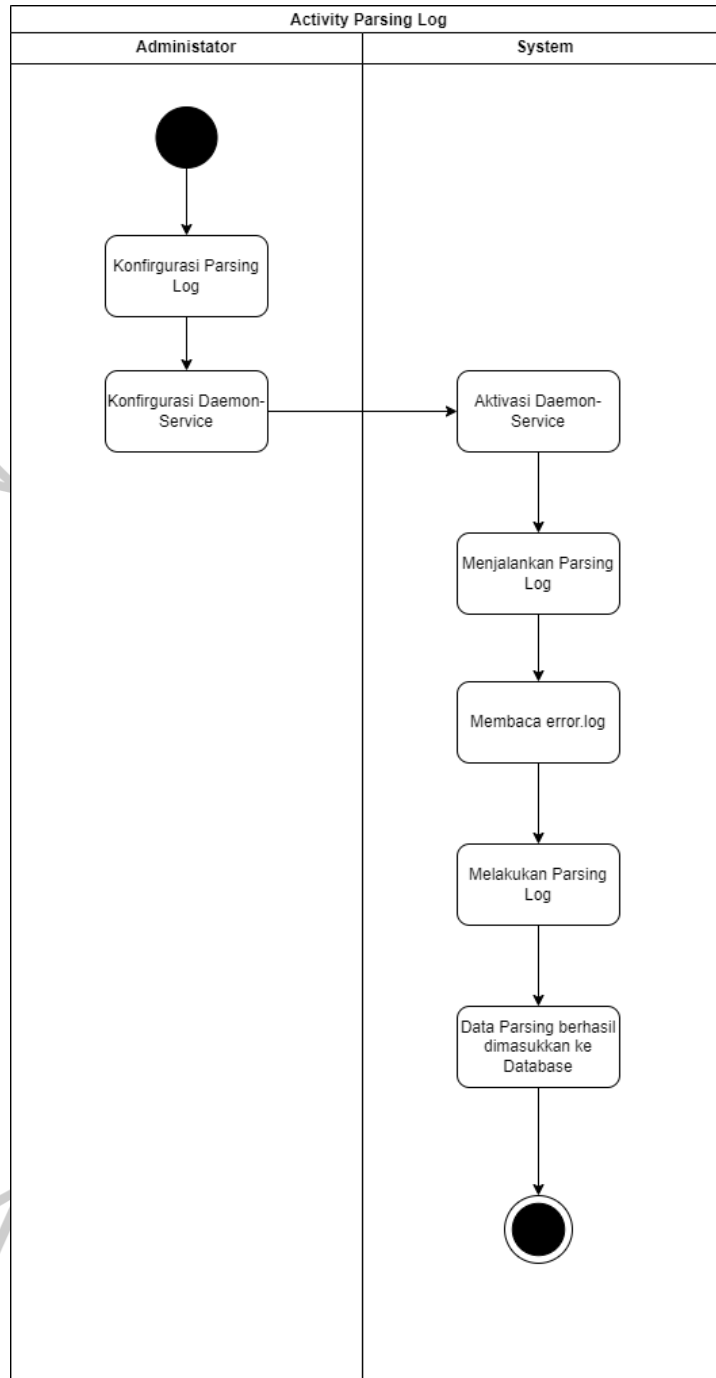 Activity Parsing Log
Administator
System
Konfirgurasi Parsing
Log
Konfirgurasi Daemon-
Service
Aktivasi Daemon-
Service
Menjalankan Parsing
Log
Membaca error.log
Melakukan Parsing
Log
Data Parsing berhasil
dimasukkan ke
Database